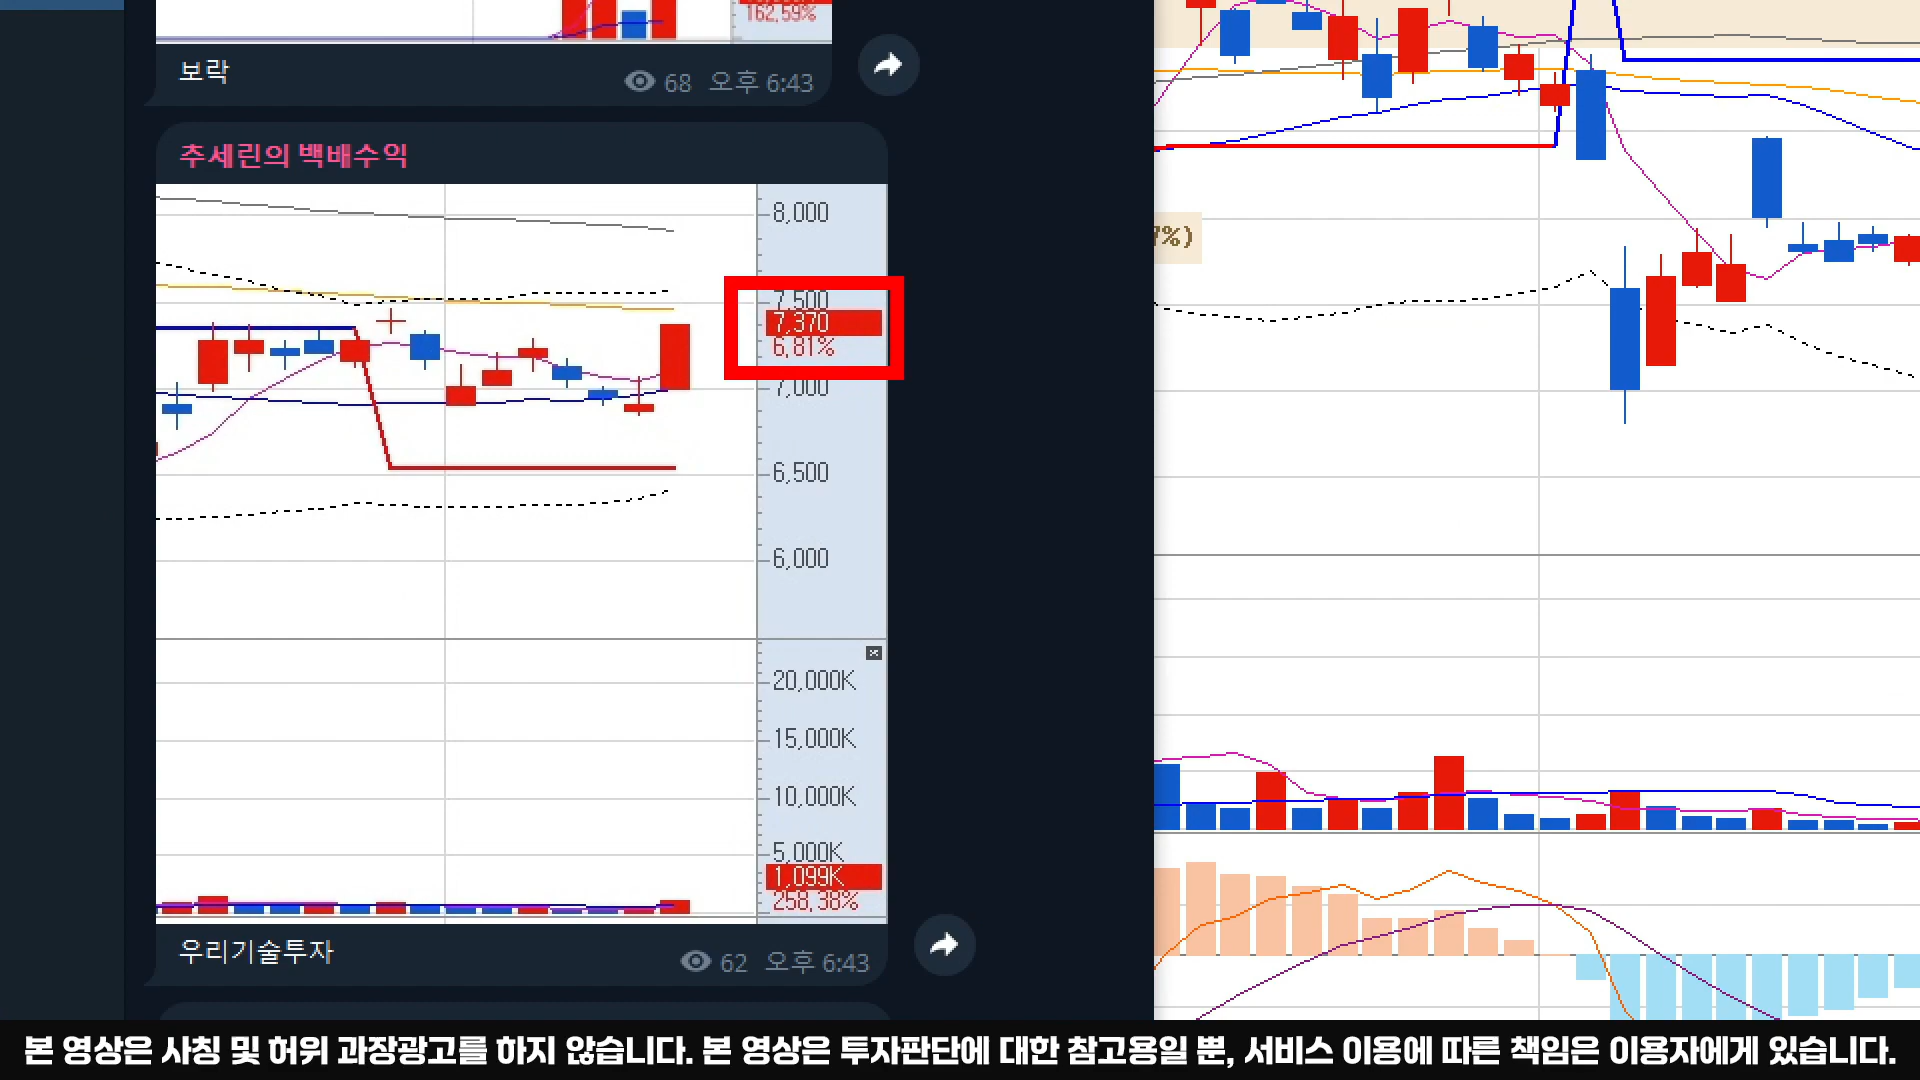 162.59%
보락
68 오후 6:43
추세린의 백배수익
8,000
7,500
7,370
6,81%
7,000
6,500
6,000
20,000K
15,000K
10,000K
5,000K
1,099K
258,38%
우리기술투자
62 오후 6:43
7%)
본 영상은 사칭 및 허위 과장광고를 하지 않습니다. 본 영상은 투자판단에 대한 참고용일 뿐, 서비스 이용에 따른 책임은 이용자에게 있습니다.